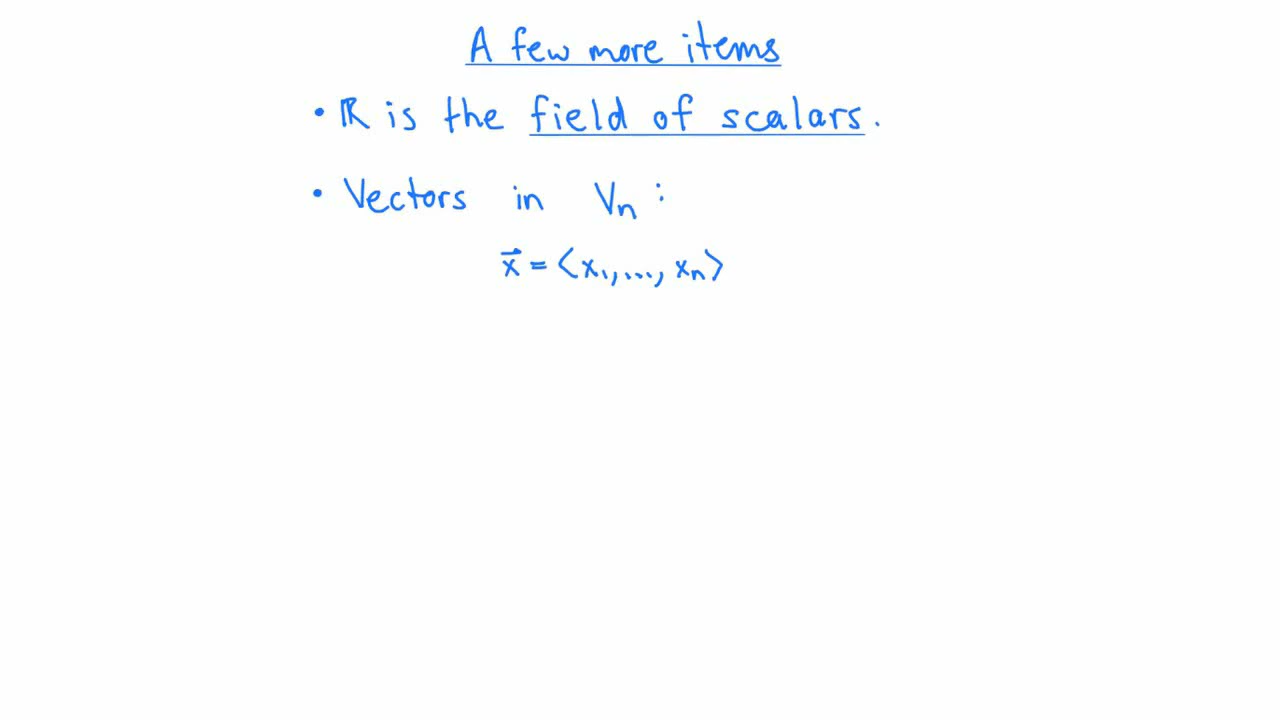 A few more items
• ℝ is the field of scalars.
• Vectors in Vₙ :
x⃗ = ⟨x₁,..., xₙ⟩